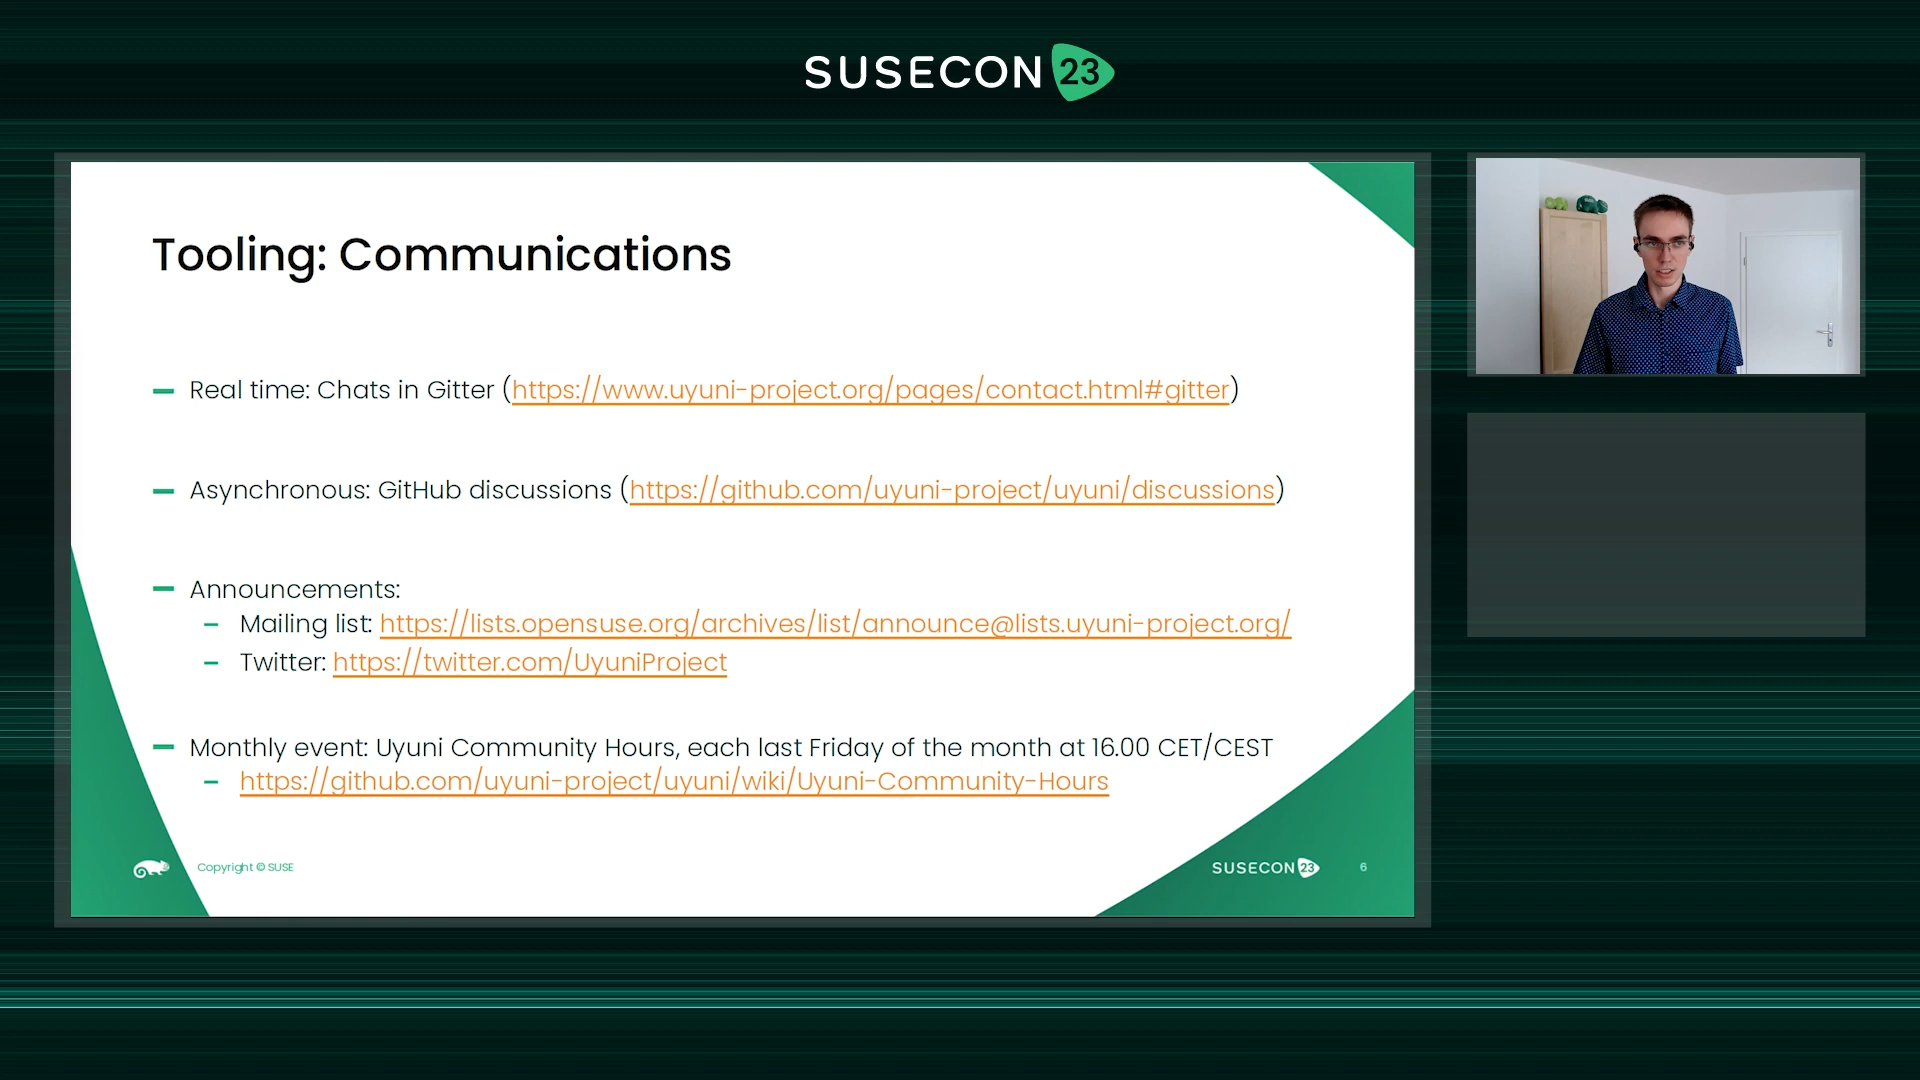 SUSECON 23
Tooling: Communications
Real time: Chats in Gitter (https://www.uyuni-project.org/pages/contact.html#gitter)
Asynchronous: GitHub discussions (https://github.com/uyuni-project/uyuni/discussions)
Announcements:
Mailing list: https://lists.opensuse.org/archives/list/announce@lists.uyuni-project.org/
Twitter: https://twitter.com/UyuniProject
Monthly event: Uyuni Community Hours, each last Friday of the month at 16.00 CET/CEST
https://github.com/uyuni-project/uyuni/wiki/Uyuni-Community-Hours
Copyright © SUSE
SUSECON 23
6